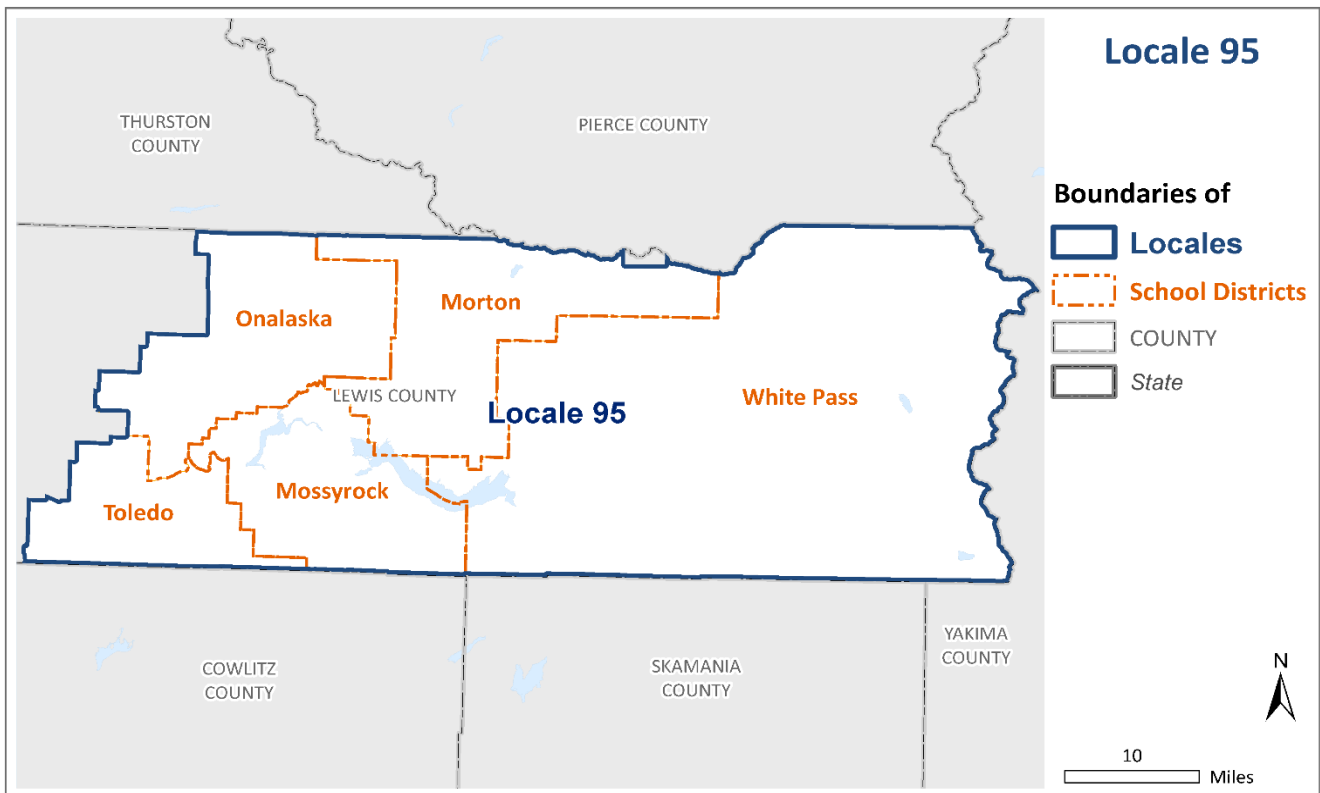 Locale 95
THURSTON
COUNTY
PIERCE COUNTY
Boundaries of
Locales
School Districts
COUNTY
State
Onalaska
Morton
LEWIS COUNTY
Locale 95
White Pass
Toledo
Mossyrock
COWLITZ
COUNTY
SKAMANIA
COUNTY
YAKIMA
COUNTY
N
10
Miles